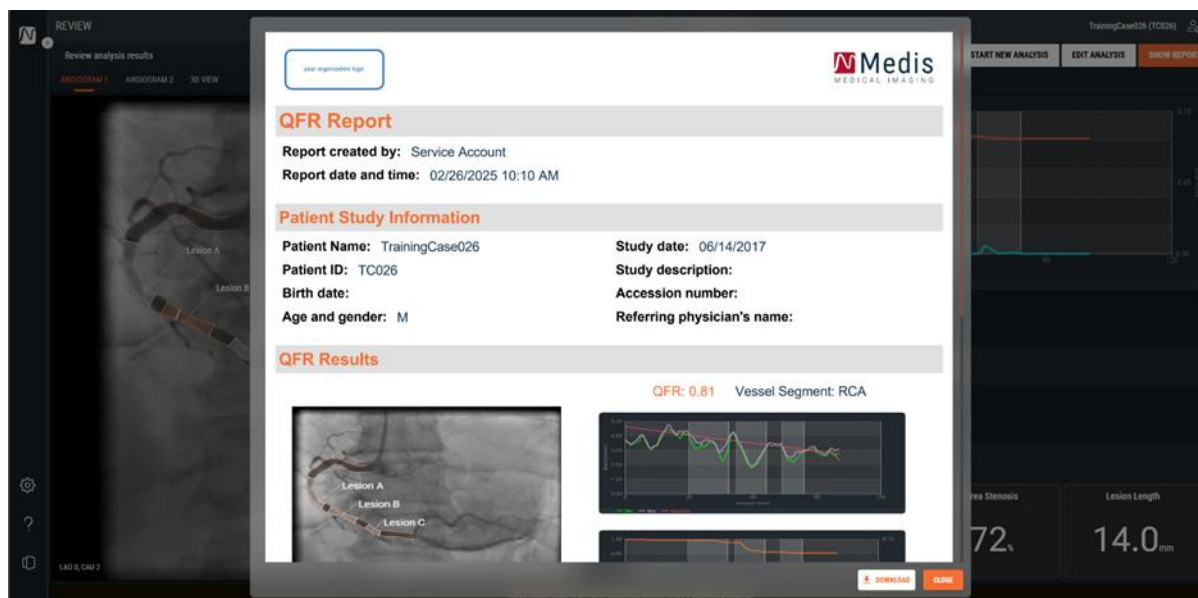 REVIEW
TrainingCase026 (TC026)
Review analysis results
START NEW ANALYSIS
EDIT ANALYSIS
SHOW REPORT
ANGIOGRAM 1
ANGIOGRAM 2
3D VIEW
your organization logo
Medis
MEDICAL IMAGING
QFR Report
Report created by: Service Account
Report date and time: 02/26/2025 10:10 AM
Patient Study Information
Patient Name: TrainingCase026
Study date: 06/14/2017
Patient ID: TC026
Study description:
Birth date:
Accession number:
Age and gender: M
Referring physician's name:
QFR Results
QFR: 0.81 Vessel Segment: RCA
Lesion A
Lesion B
Lesion A
Lesion B
Lesion C
Lesion Length
72%
14.0mm
LAO 0, CAU 2
DOWNLOAD
CLOSE